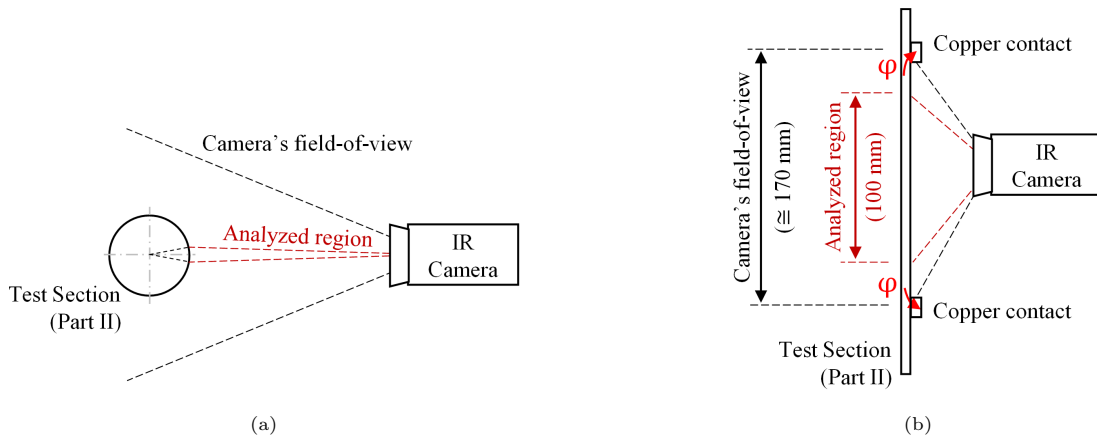 Camera's field-of-view
Analyzed region
IR
Camera
Test Section
(Part II)
(a)
Copper contact
φ
Camera's field-of-view
(≅ 170 mm)
Analyzed region
(100 mm)
IR
Camera
φ
Copper contact
Test Section
(Part II)
(b)